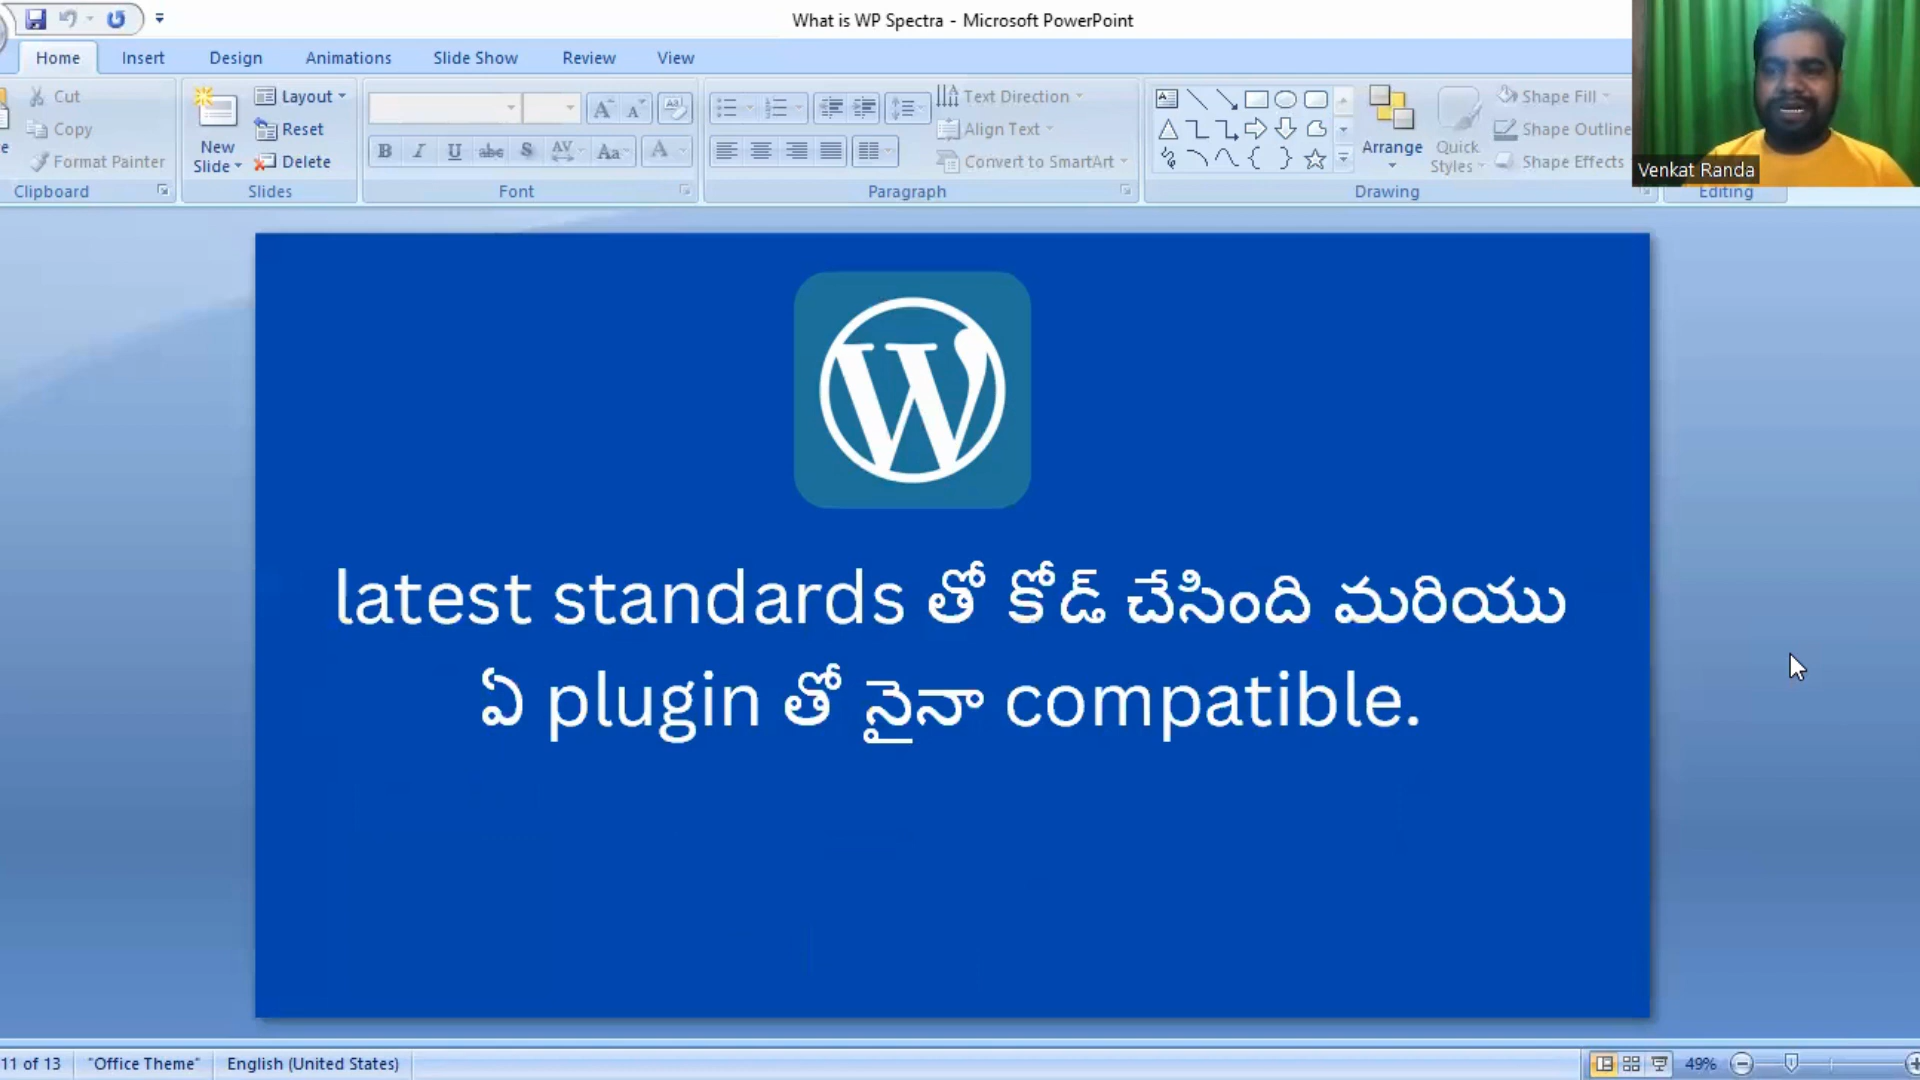 What is WP Spectra - Microsoft PowerPoint
Home Insert Design Animations Slide Show Review View
Cut
Copy
Format Painter
Clipboard
New Slide
Layout
Reset
Delete
Slides
Font
Text Direction
Align Text
Convert to SmartArt
Paragraph
Arrange
Quick Styles
Shape Fill
Shape Outline
Shape Effects
Drawing
Editing
Venkat Randa
latest standards తో కోడ్ చేసింది మరియు
ఏ plugin తో నైనా compatible.
11 of 13 "Office Theme" English (United States) 49%